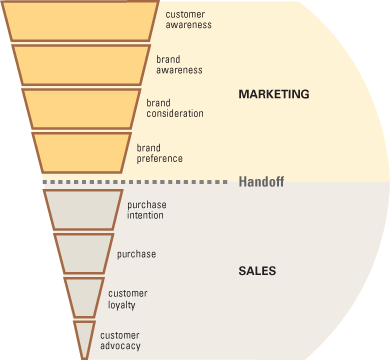 customer
awareness
brand
awareness
brand
consideration
MARKETING
brand
preference
Handoff
purchase
intention
purchase
SALES
customer
loyalty
customer
advocacy